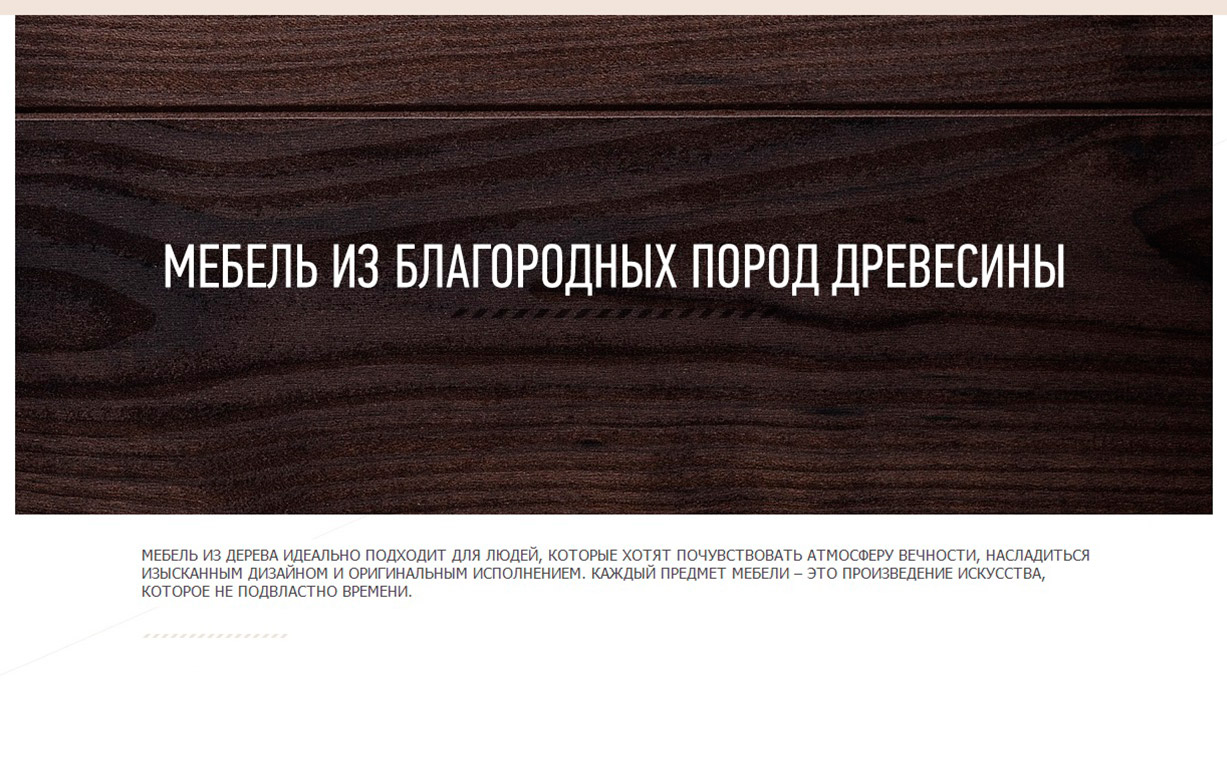 МЕБЕЛЬ ИЗ БЛАГОРОДНЫХ ПОРОД ДРЕВЕСИНЫ
МЕБЕЛЬ ИЗ ДЕРЕВА ИДЕАЛЬНО ПОДХОДИТ ДЛЯ ЛЮДЕЙ, КОТОРЫЕ ХОТЯТ ПОЧУВСТВОВАТЬ АТМОСФЕРУ ВЕЧНОСТИ, НАСЛАДИТЬСЯ
ИЗЫСКАННЫМ ДИЗАЙНОМ И ОРИГИНАЛЬНЫМ ИСПОЛНЕНИЕМ. КАЖДЫЙ ПРЕДМЕТ МЕБЕЛИ – ЭТО ПРОИЗВЕДЕНИЕ ИСКУССТВА,
КОТОРОЕ НЕ ПОДВЛАСТНО ВРЕМЕНИ.